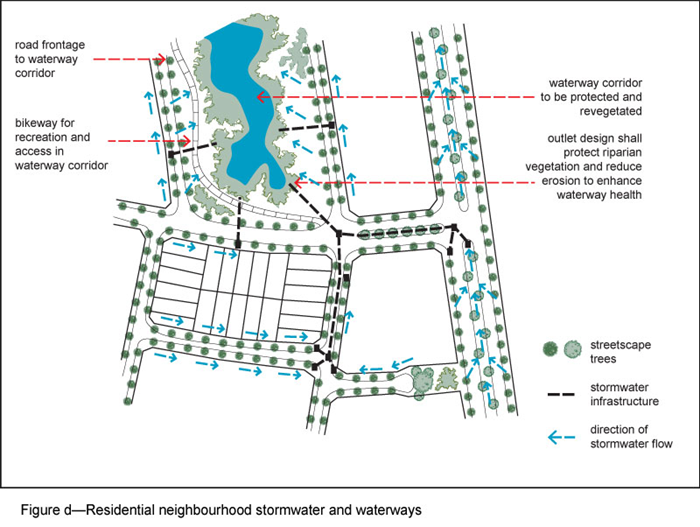 road frontage
to waterway
corridor
bikeway for
recreation and
access in
waterway corridor
waterway corridor
to be protected and
revegetated
outlet design shall
protect riparian
vegetation and reduce
erosion to enhance
waterway health
streetscape
trees
stormwater
infrastructure
direction of
stormwater flow
Figure d—Residential neighbourhood stormwater and waterways